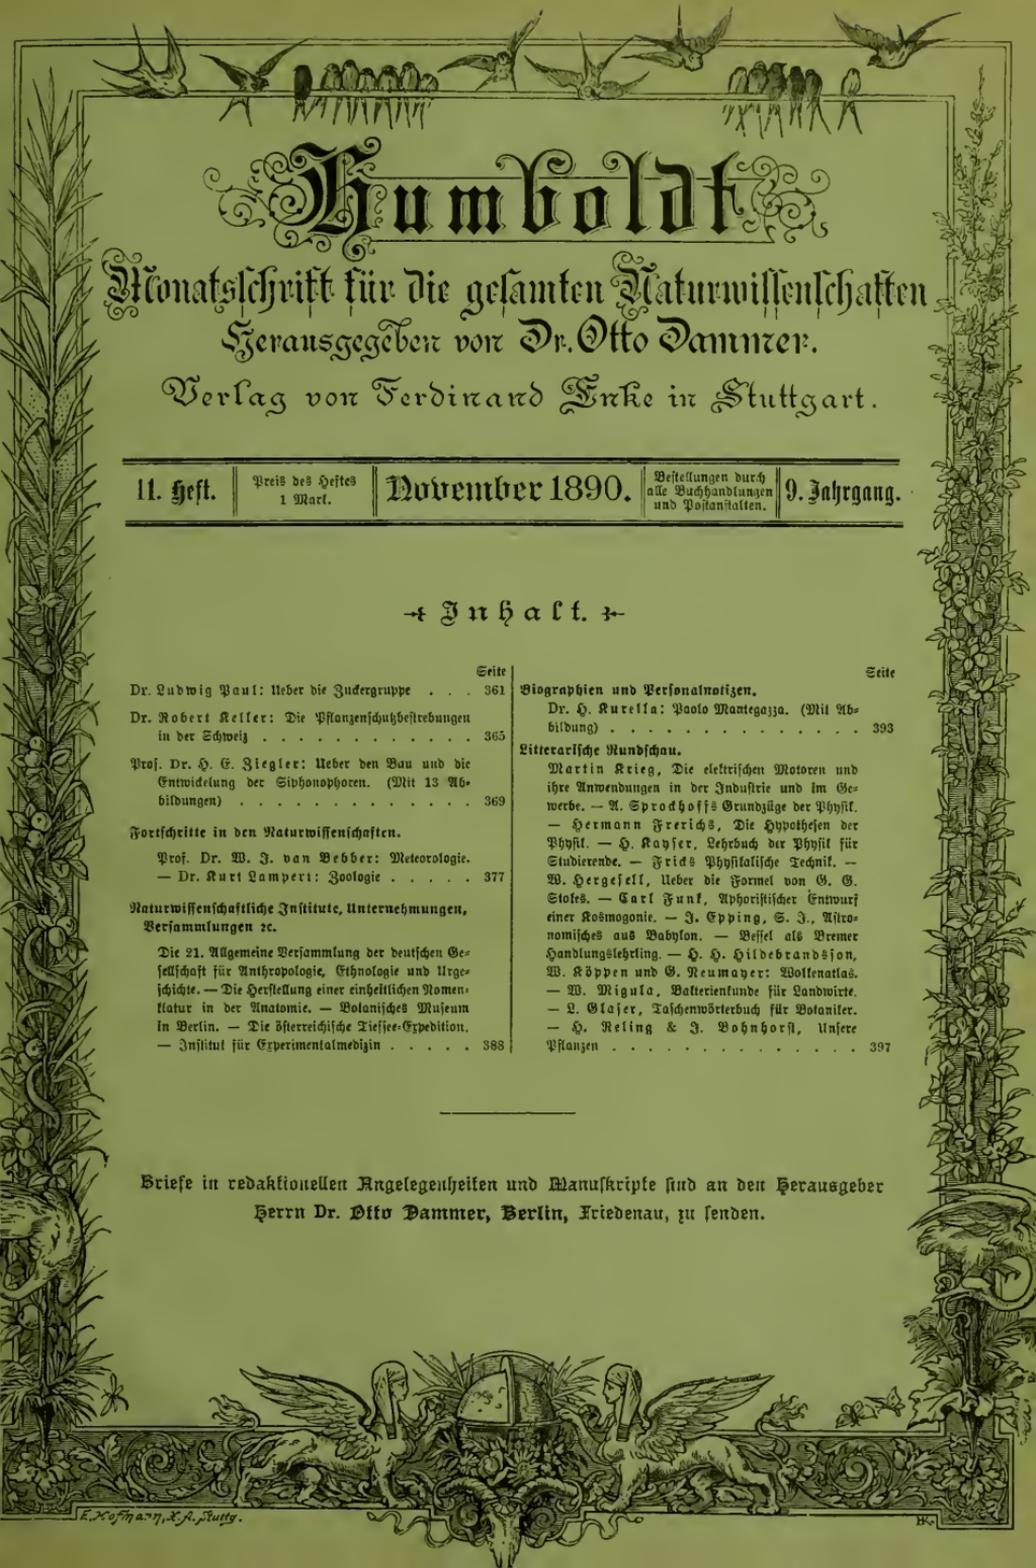 Humboldt
Monatsschrift für die gesamten Naturwissenschaften
Herausgegeben von Dr. Otto Dammer.
Verlag von Ferdinand Enke in Stuttgart.
11. Heft.
Preis des Heftes
1 Mark.
November 1890.
Bestellungen durch
alle Buchhandlungen
und Postanstalten.
9. Jahrgang.
Inhalt.
Seite
Dr. Ludwig Paul: Ueber die Zuckergruppe . . . 361
Dr. Robert Keller: Die Pflanzenschutzbestrebungen
in der Schweiz . . . . . . . . . . . . 365
Prof. Dr. H. E. Ziegler: Ueber den Bau und die
Entwickelung der Siphonophoren. (Mit 13 Ab-
bildungen) . . . . . . . . . . . . . 369
Fortschritte in den Naturwissenschaften.
Prof. Dr. W. J. van Bebber: Meteorologie.
— Dr. Kurt Lampert: Zoologie . . . . . 377
Naturwissenschaftliche Institute, Unternehmungen,
Versammlungen ꝛc.
Die 21. Allgemeine Versammlung der deutschen Ge-
sellschaft für Anthropologie, Ethnologie und Urge-
schichte. — Die Herstellung einer einheitlichen Nomen-
klatur in der Anatomie. — Botanisches Museum
in Berlin. — Die österreichische Tiefsee-Expedition.
— Institut für Experimentalmedizin . . . . . 388
Seite
Biographien und Personalnotizen.
Dr. H. Kurella: Paolo Mantegazza. (Mit Ab-
bildung) . . . . . . . . . . . . . 393
Litterarische Rundschau.
Martin Krieg, Die elektrischen Motoren und
ihre Anwendungen in der Industrie und im Ge-
werbe. — A. Sprockhoffs Grundzüge der Physik.
— Hermann Frerichs, Die Hypothesen der
Physik. — H. Kayser, Lehrbuch der Physik für
Studierende. — Fricks Physikalische Technik. —
W. Hergesell, Ueber die Formel von G. G.
Stokes. — Carl Funk, Aphoristischer Entwurf
einer Kosmogonie. — J. Epping, S. J., Astro-
nomisches aus Babylon. — Bessel als Bremer
Handlungslehrling. — H. H. Hildebrandsson,
W. Köppen und G. Neumayer: Wolkenatlas.
— W. Migula, Bakterienkunde für Landwirte.
— L. Glaser, Taschenwörterbuch für Botaniker.
— H. Reling & J. Bohnhorst, Unsere
Pflanzen . . . . . . . . . . . . . 397
Briefe in redaktionellen Angelegenheiten und Manuskripte sind an den Herausgeber
Herrn Dr. Otto Dammer, Berlin, Friedenau, zu senden.
E. Hofmann, X. A. Stuttg.
HK.